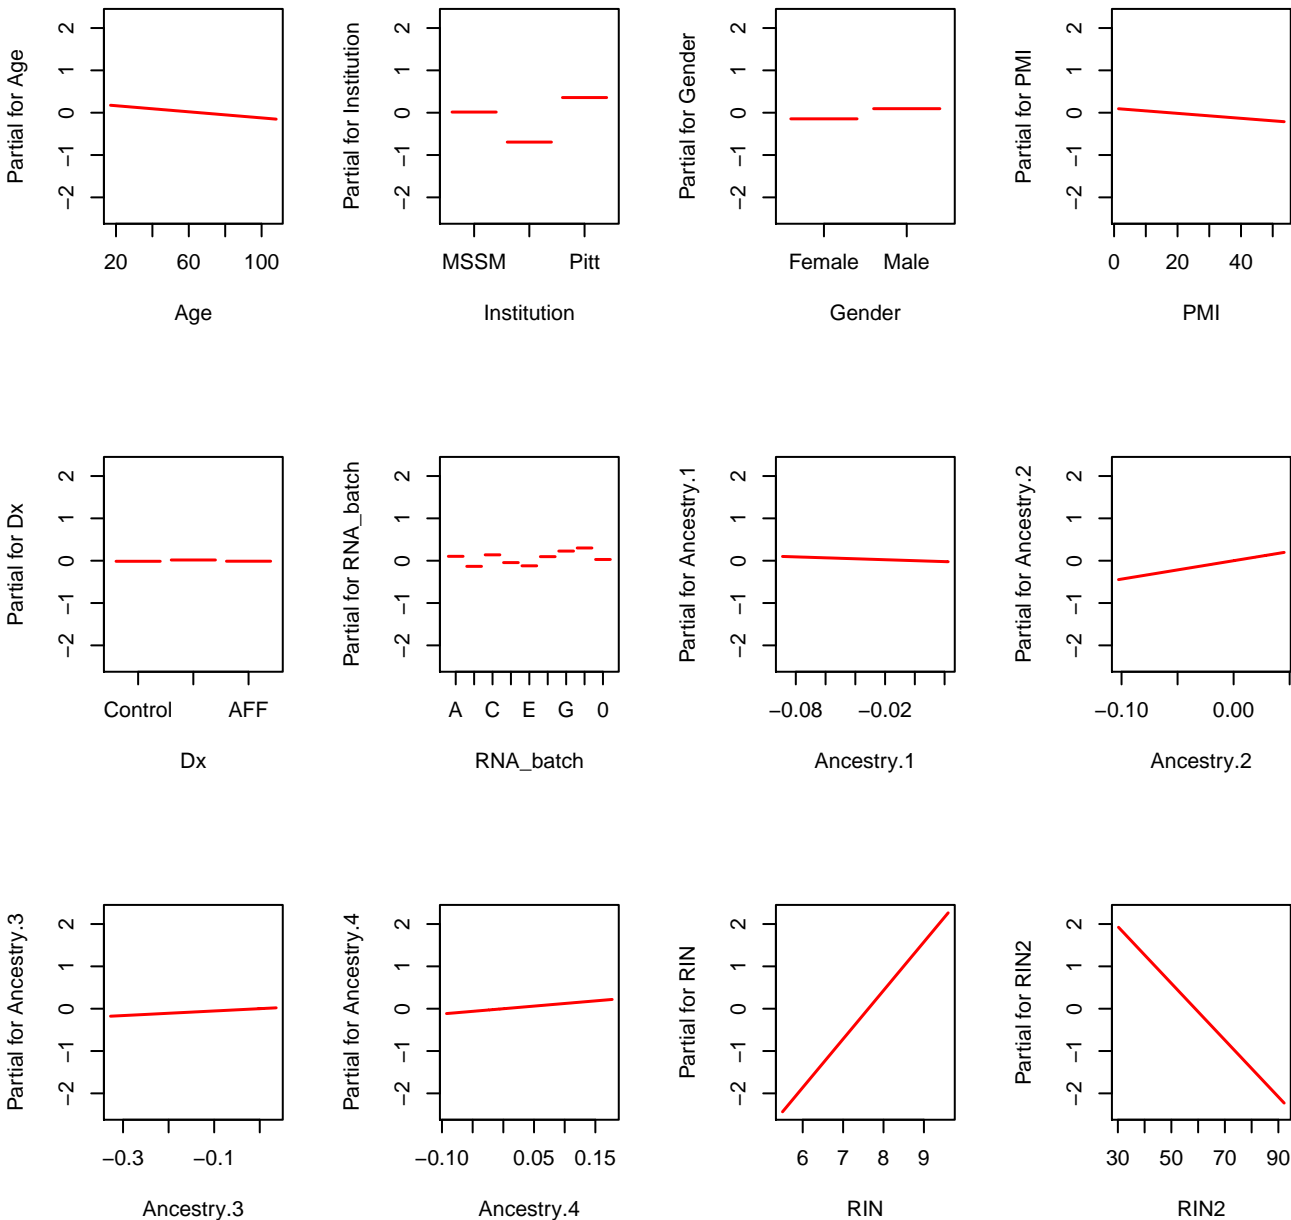 Partial for Age
2
1
0
−1
−2
20 60 100
Age
Partial for Institution
2
1
0
−1
−2
MSSM Pitt
Institution
Partial for Gender
2
1
0
−1
−2
Female Male
Gender
Partial for PMI
2
1
0
−1
−2
0 20 40
PMI
Partial for Dx
2
1
0
−1
−2
Control AFF
Dx
Partial for RNA_batch
2
1
0
−1
−2
A C E G 0
RNA_batch
Partial for Ancestry.1
2
1
0
−1
−2
−0.08 −0.02
Ancestry.1
Partial for Ancestry.2
2
1
0
−1
−2
−0.10 0.00
Ancestry.2
Partial for Ancestry.3
2
1
0
−1
−2
−0.3 −0.1
Ancestry.3
Partial for Ancestry.4
2
1
0
−1
−2
−0.10 0.05 0.15
Ancestry.4
Partial for RIN
2
1
0
−1
−2
6 7 8 9
RIN
Partial for RIN2
2
1
0
−1
−2
30 50 70 90
RIN2